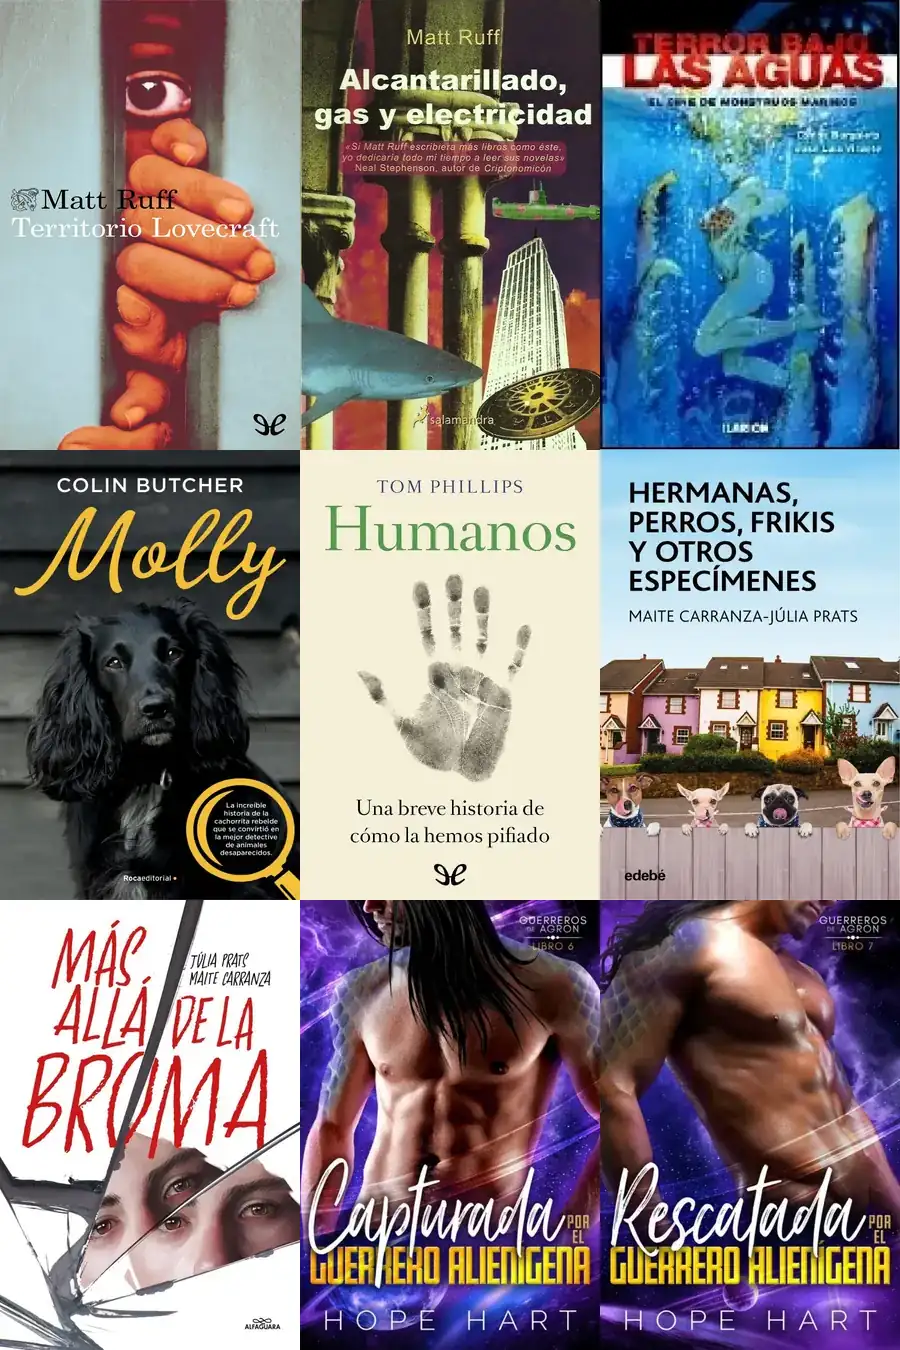 Matt Ruff
Territorio Lovecraft
Matt Ruff
Alcantarillado,
gas y electricidad
«Si Matt Ruff escribiera más libros como éste,
yo dedicaría todo mi tiempo a leer sus novelas»
Neal Stephenson, autor de Criptonomicón
salamandra
TERROR BAJO
LAS AGUAS
EL CINE DE MONSTRUOS MARINOS
COLIN BUTCHER
Molly
La increíble
historia de la
cachorrita rebelde
que se convirtió en
la mejor detective
de animales
desaparecidos.
Rocaeditorial
TOM PHILLIPS
Humanos
Una breve historia de
cómo la hemos pifiado
HERMANAS,
PERROS, FRIKIS
Y OTROS
ESPECÍMENES
MAITE CARRANZA-JÚLIA PRATS
edebé
MÁS
ALLÁ DE LA
BROMA
JÚLIA PRATS
MAITE CARRANZA
ALFAGUARA
GUERREROS
DE AGRON
LIBRO 6
Capturada
POR
EL
GUERRERO ALIENÍGENA
HOPE HART
GUERREROS
DE AGRON
LIBRO 7
Rescatada
POR
EL
GUERRERO ALIENÍGENA
HOPE HART